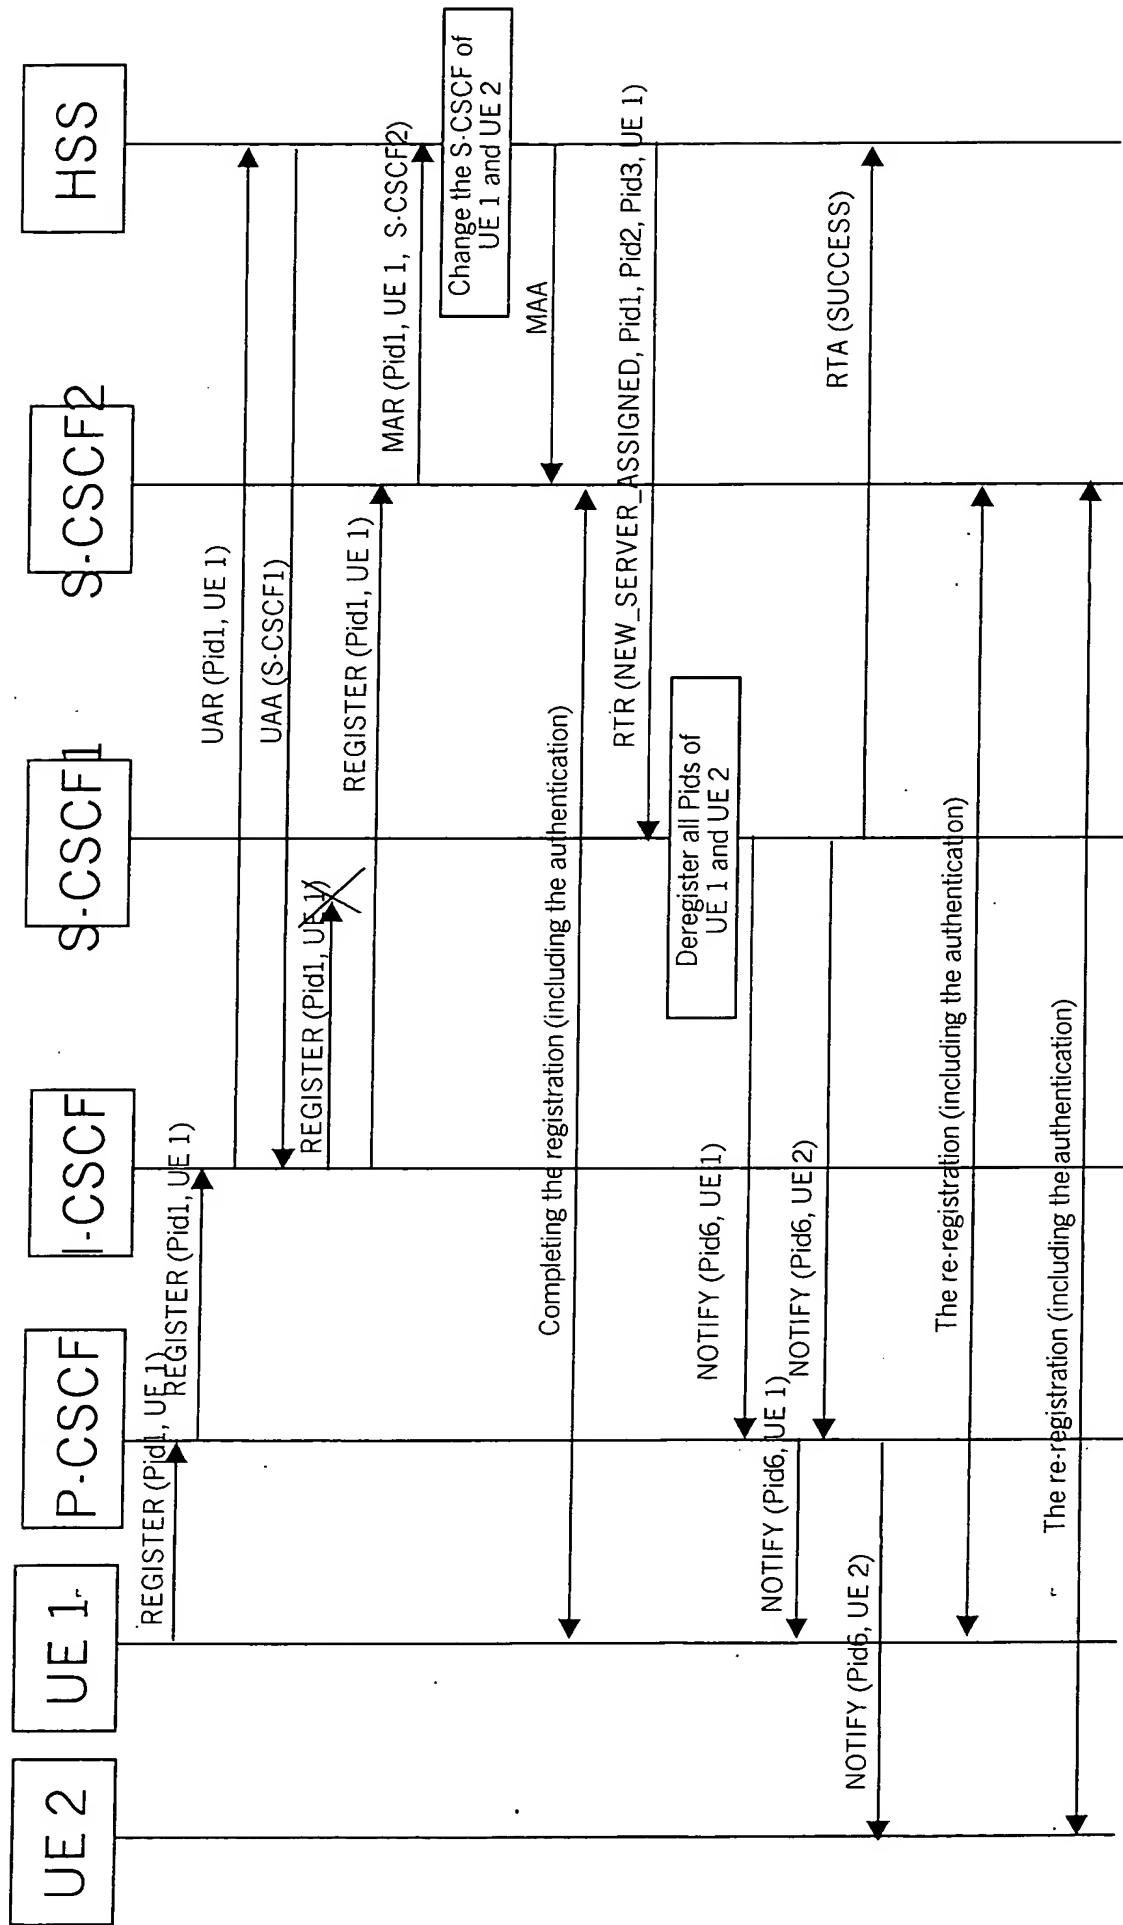 UE 2
UE 1
P-CSCF
I-CSCF
S-CSCF1
S-CSCF2
HSS
REGISTER (Pid1, UE 1)
REGISTER (Pid1, UE 1)
UAR (Pid1, UE 1)
UAA (S-CSCF1)
REGISTER (Pid1, UE 1)
REGISTER (Pid1, UE 1)
MAR (Pid1, UE 1, S-CSCF2)
Change the S-CSCF of
UE 1 and UE 2
MAA
Completing the registration (including the authentication)
RTR (NEW_SERVER_ASSIGNED, Pid1, Pid2, Pid3, UE 1)
Deregister all Pids of
UE 1 and UE 2
NOTIFY (Pid6, UE 1)
NOTIFY (Pid6, UE 1)
NOTIFY (Pid6, UE 2)
RTA (SUCCESS)
NOTIFY (Pid6, UE 2)
The re-registration (including the authentication)
The re-registration (including the authentication)